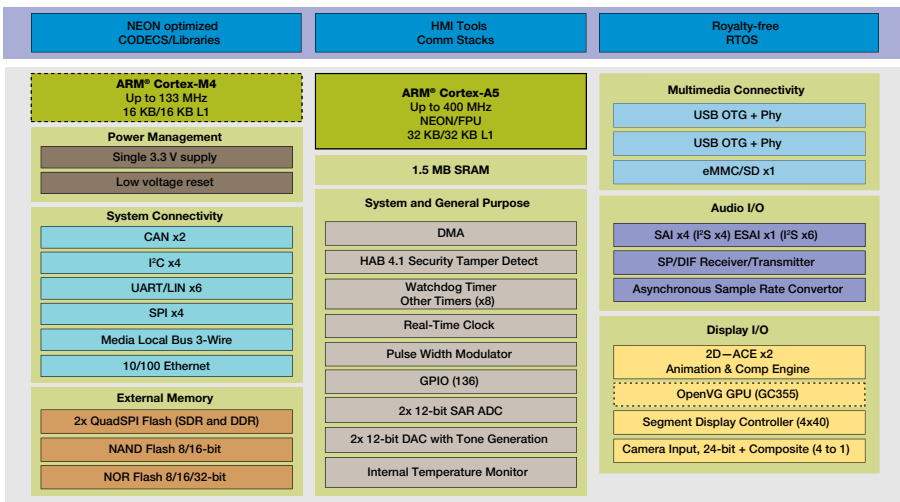 NEON optimized
CODECS/Libraries
HMI Tools
Comm Stacks
Royalty-free
RTOS
ARM® Cortex-M4
Up to 133 MHz
16 KB/16 KB L1
Power Management
Single 3.3 V supply
Low voltage reset
System Connectivity
CAN x2
I²C x4
UART/LIN x6
SPI x4
Media Local Bus 3-Wire
10/100 Ethernet
External Memory
2x QuadSPI Flash (SDR and DDR)
NAND Flash 8/16-bit
NOR Flash 8/16/32-bit
ARM® Cortex-A5
Up to 400 MHz
NEON/FPU
32 KB/32 KB L1
1.5 MB SRAM
System and General Purpose
DMA
HAB 4.1 Security Tamper Detect
Watchdog Timer
Other Timers (x8)
Real-Time Clock
Pulse Width Modulator
GPIO (136)
2x 12-bit SAR ADC
2x 12-bit DAC with Tone Generation
Internal Temperature Monitor
Multimedia Connectivity
USB OTG + Phy
USB OTG + Phy
eMMC/SD x1
Audio I/O
SAI x4 (I²S x4) ESAI x1 (I²S x6)
SP/DIF Receiver/Transmitter
Asynchronous Sample Rate Convertor
Display I/O
2D—ACE x2
Animation & Comp Engine
OpenVG GPU (GC355)
Segment Display Controller (4x40)
Camera Input, 24-bit + Composite (4 to 1)